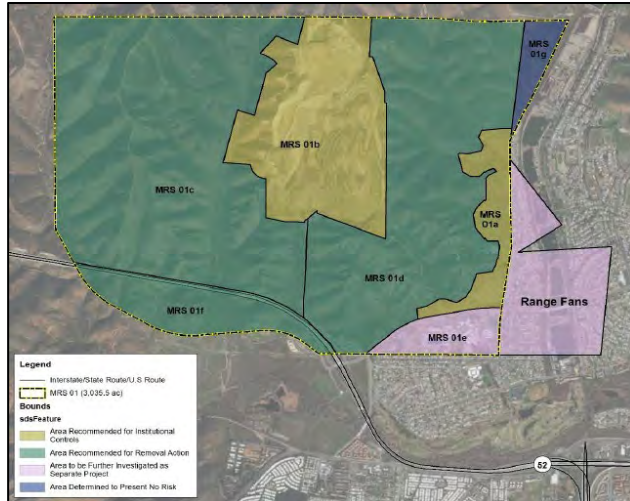 MRS
01g
MRS 01b
MRS 01c
MRS
01a
MRS 01d
Range Fans
MRS 01f
MRS 01e
52
Legend
Interstate/State Route/U.S Route
MRS 01 (3,035.5 ac)
Bounds
sdsFeature
Area Recommended for Institutional
Controls
Area Recommended for Removal Action
Area to be Further Investigated as
Separate Project
Area Determined to Present No Risk